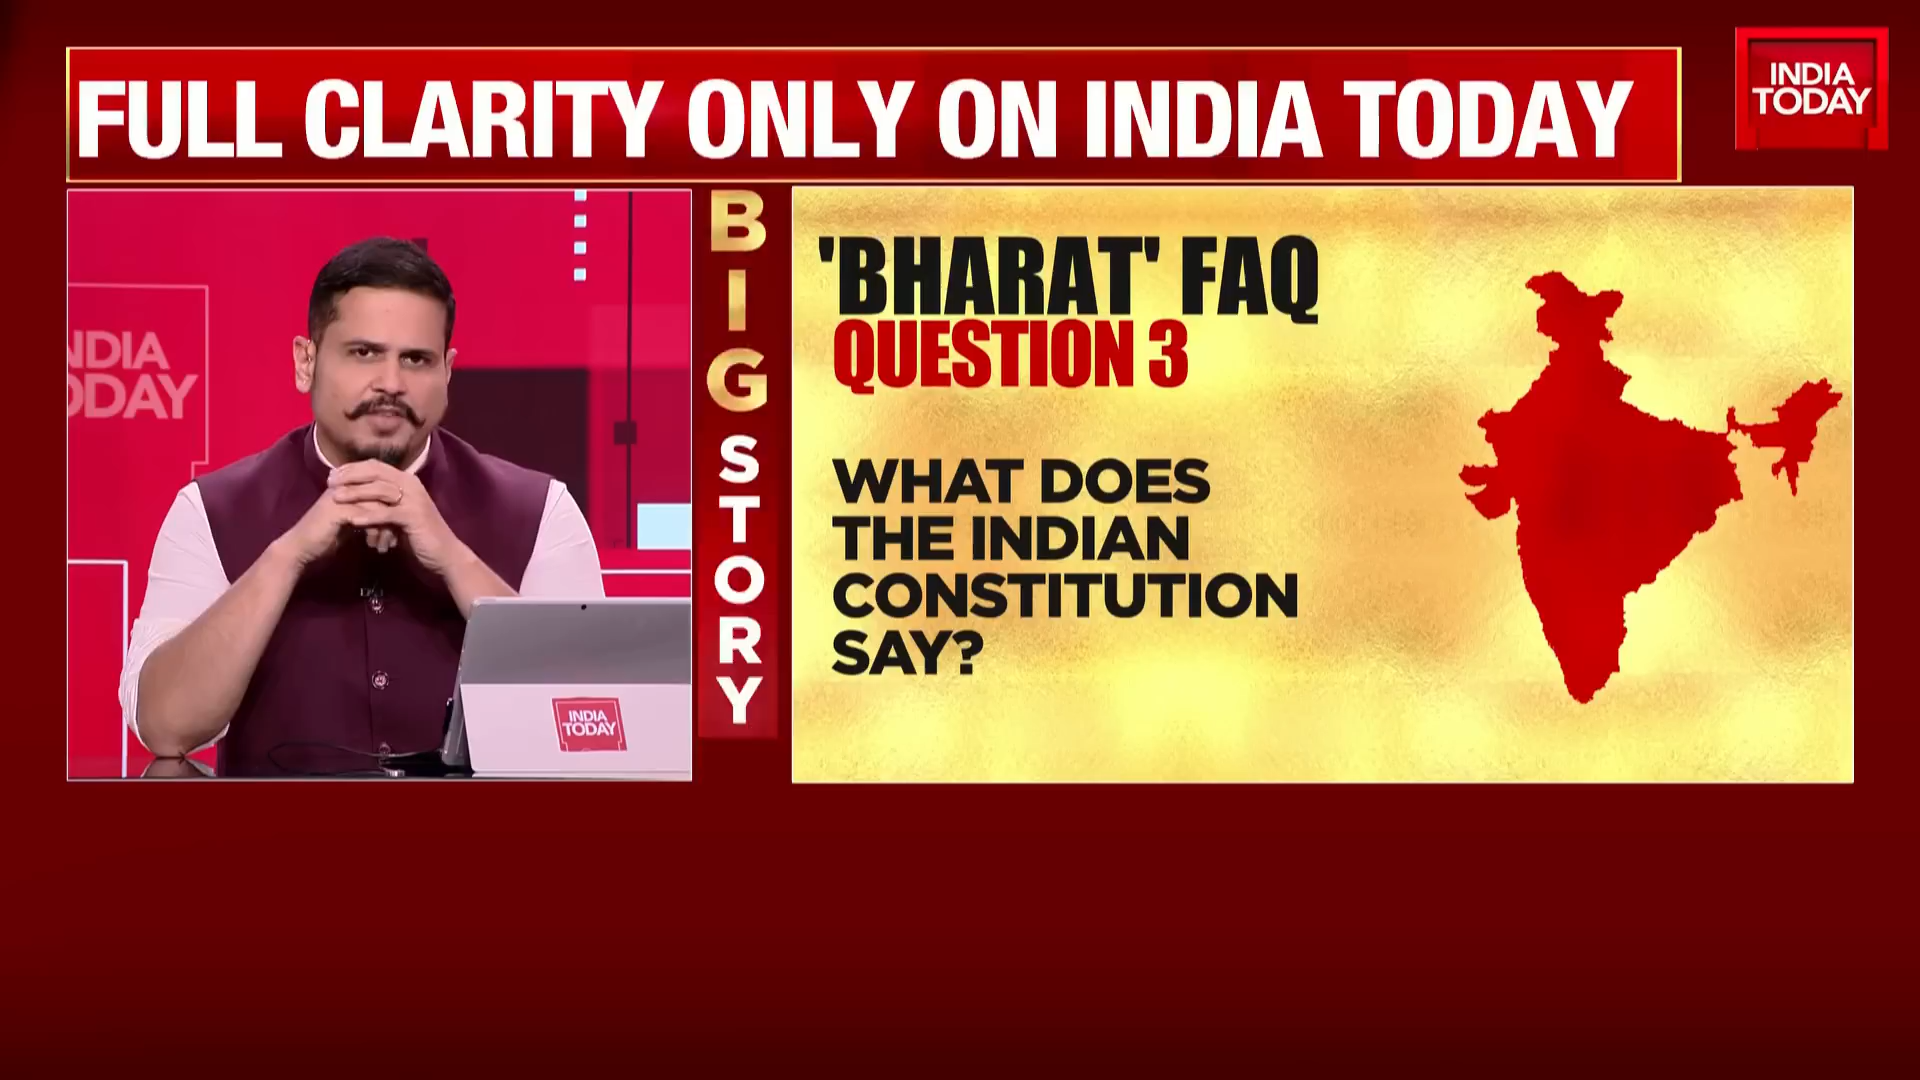 FULL CLARITY ONLY ON INDIA TODAY
INDIA
TODAY
NDIA
ODAY
INDIA
TODAY
BIG STORY
'BHARAT' FAQ
QUESTION 3
WHAT DOES
THE INDIAN
CONSTITUTION
SAY?